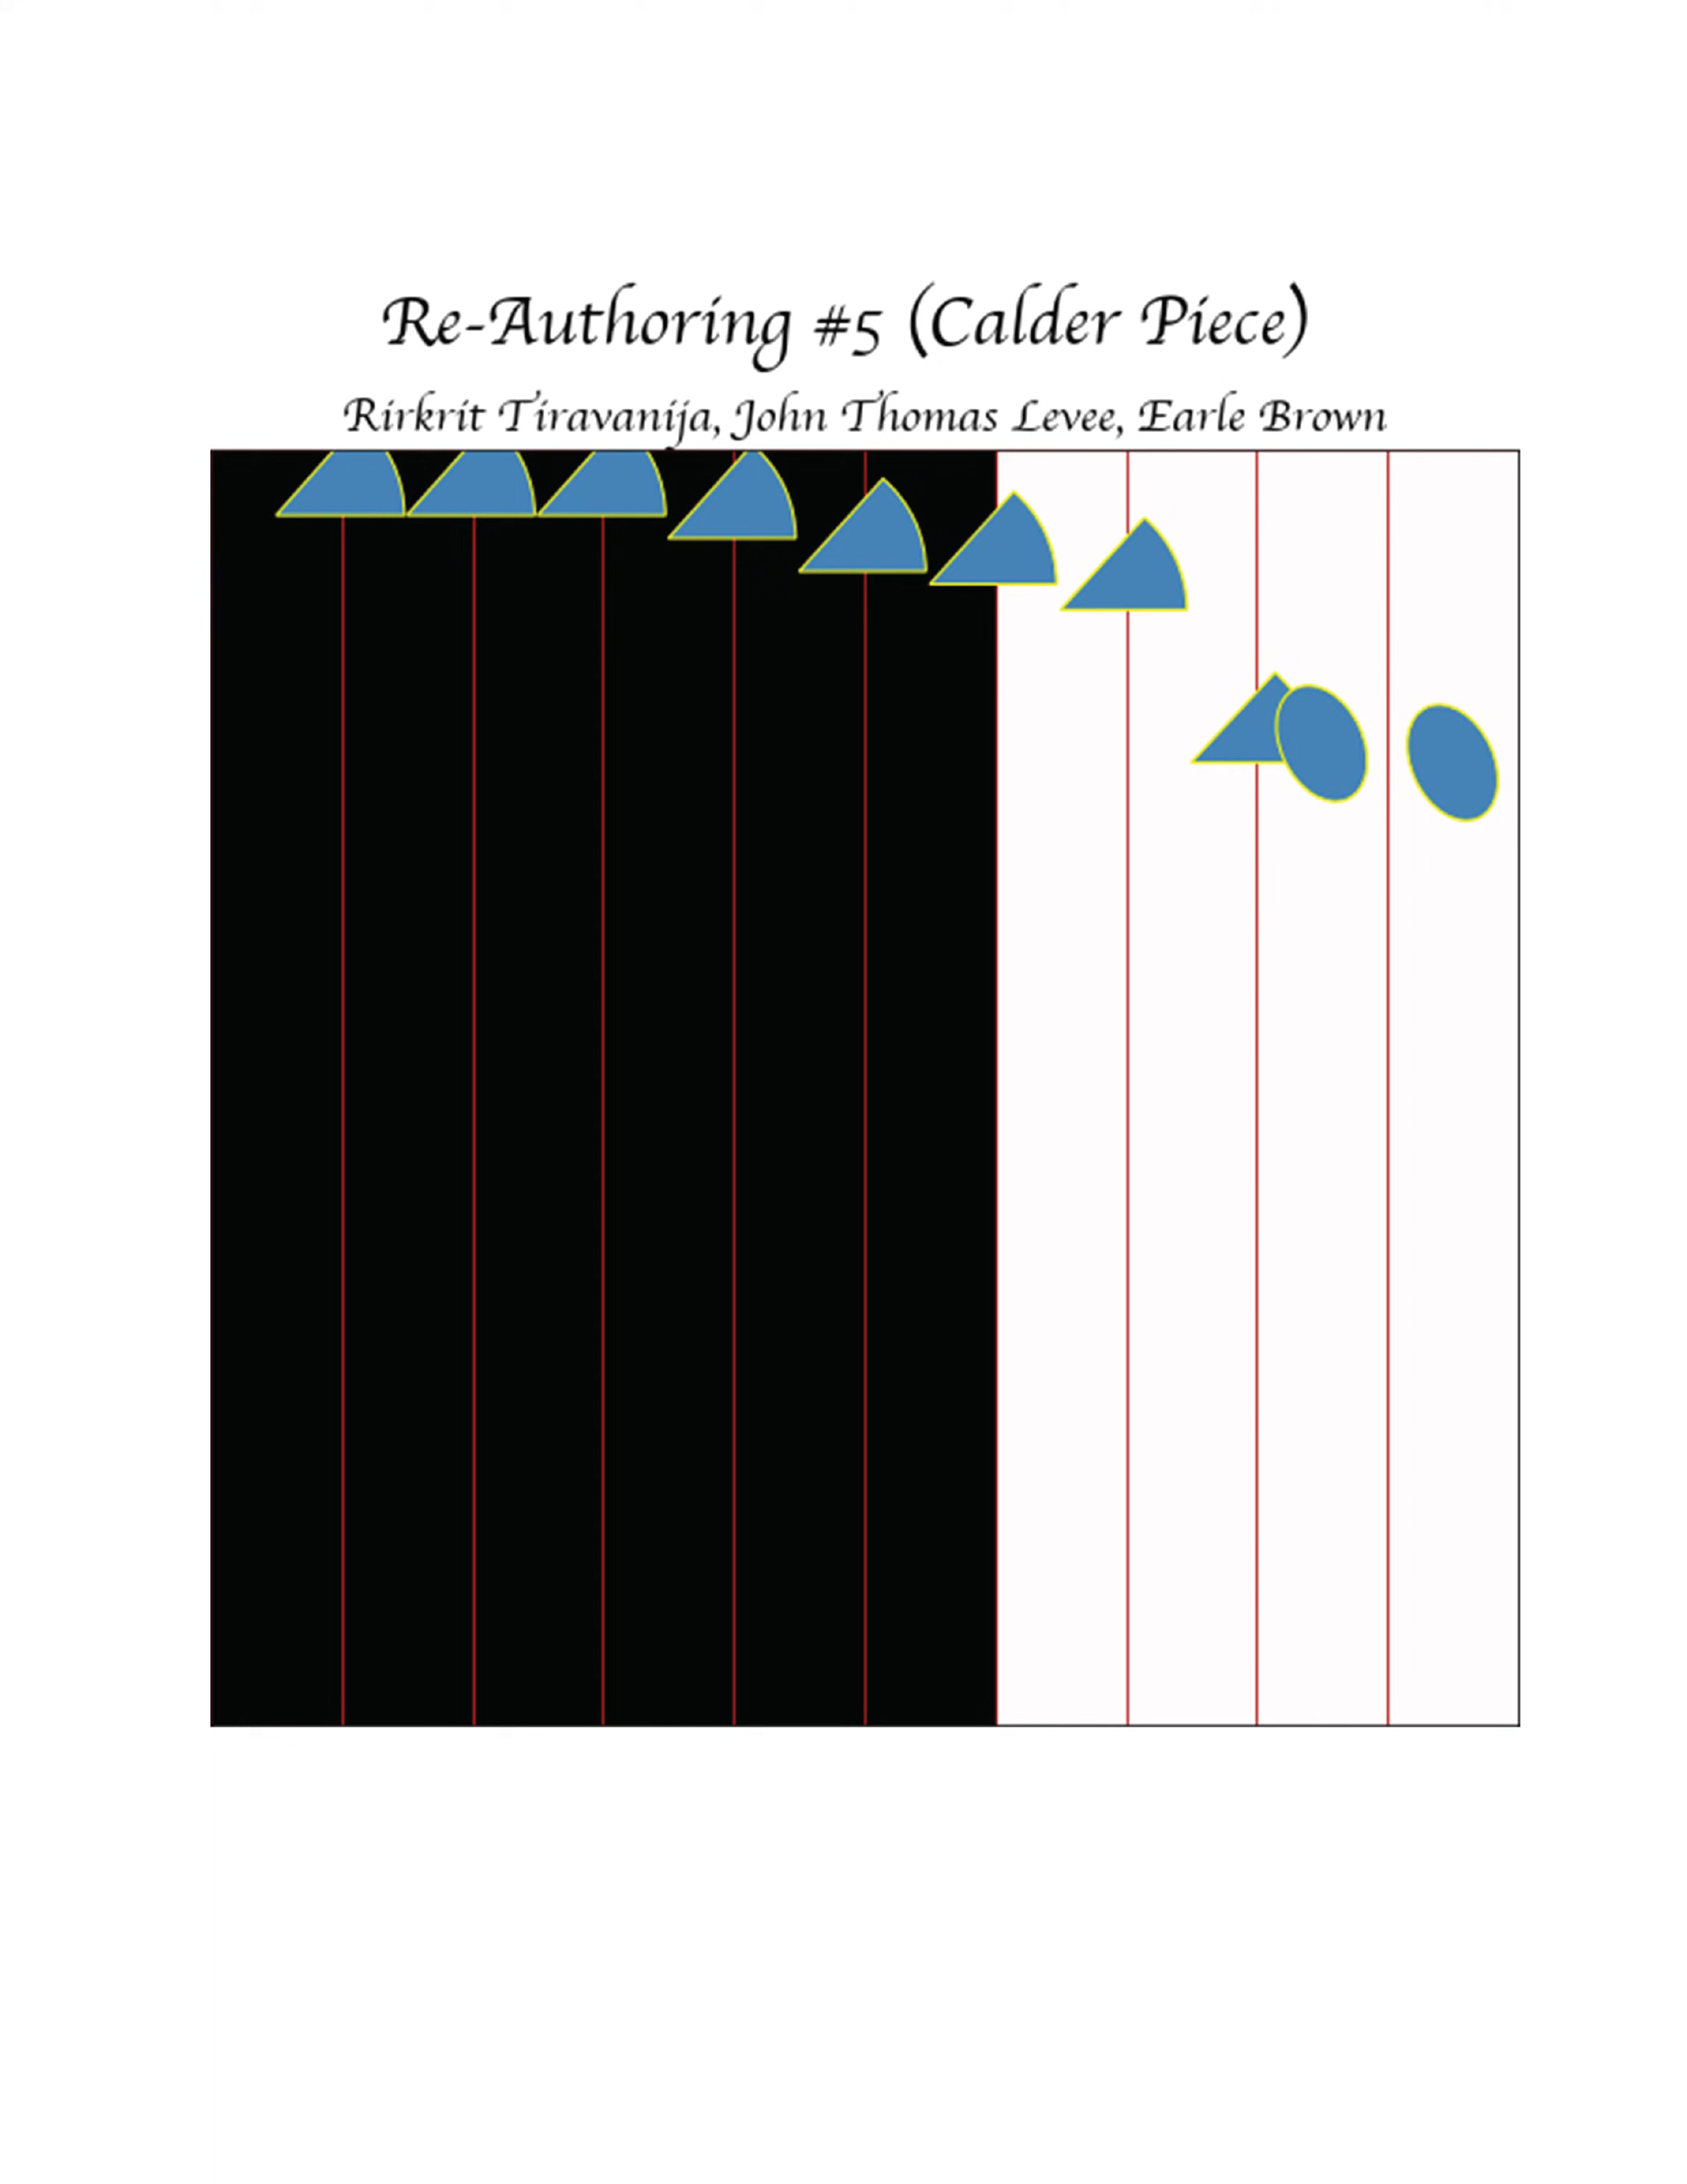 Re-Authoring #5 (Calder Piece)
Rirkrit Tiravanija, John Thomas Levee, Earle Brown